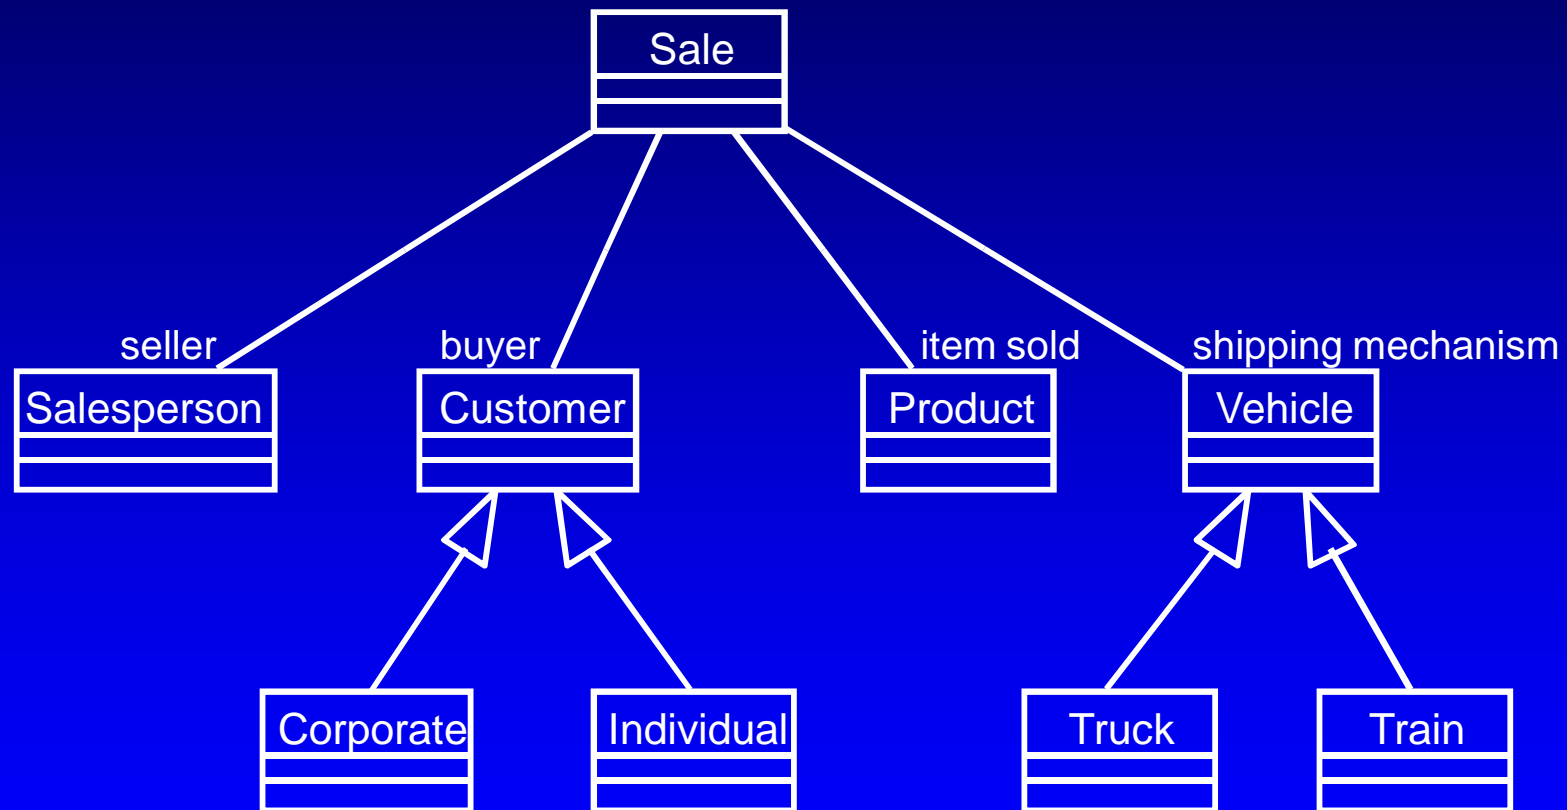 Sale
seller
buyer
item sold
shipping mechanism
Salesperson
Customer
Product
Vehicle
Corporate
Individual
Truck
Train